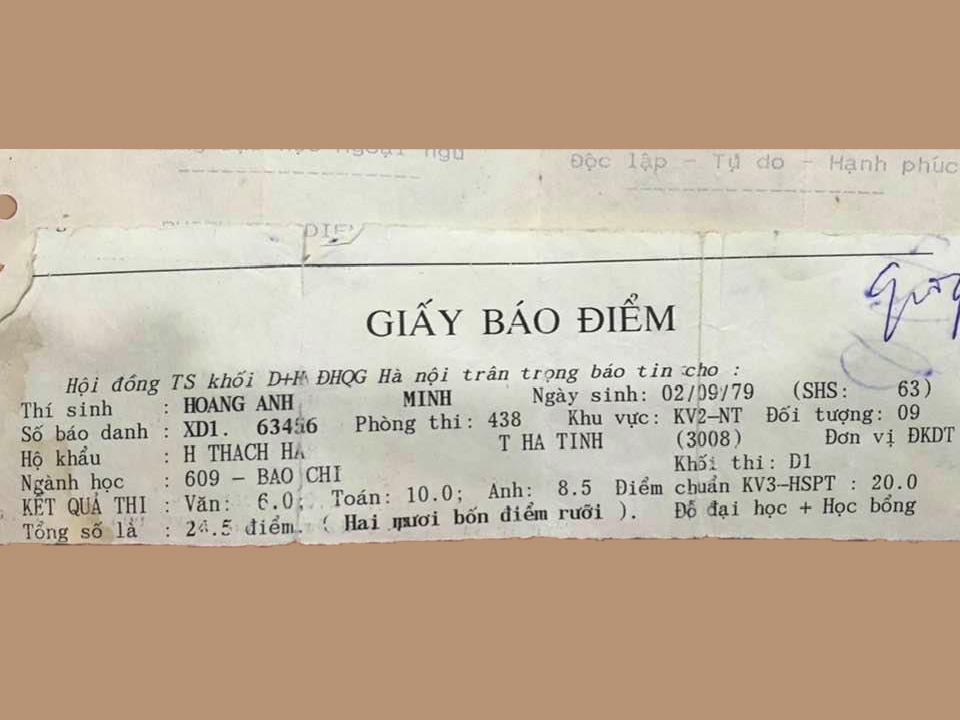 Độc lập - Tự do - Hạnh phúc
GIẤY BÁO ĐIỂM
Hội đồng TS khối D+H ĐHQG Hà nội trân trọng báo tin cho :
Thí sinh : HOANG ANH MINH Ngày sinh: 02/09/79 (SHS: 63)
Số báo danh : XD1. Phòng thi: 438 Khu vực: KV2-NT Đối tượng: 09
Hộ khẩu : H THACH HA T HA TINH (3008) Đơn vị ĐKDT
Ngành học : 609 - BAO CHI Khối thi: D1
KẾT QUẢ THI : Văn: 6.0; Toán: 10.0; Anh: 8.5 Điểm chuẩn KV3-HSPT : 20.0
Tổng số là : 24.5 điểm. ( Hai mươi bốn điểm rưỡi ). Đỗ đại học + Học bổng